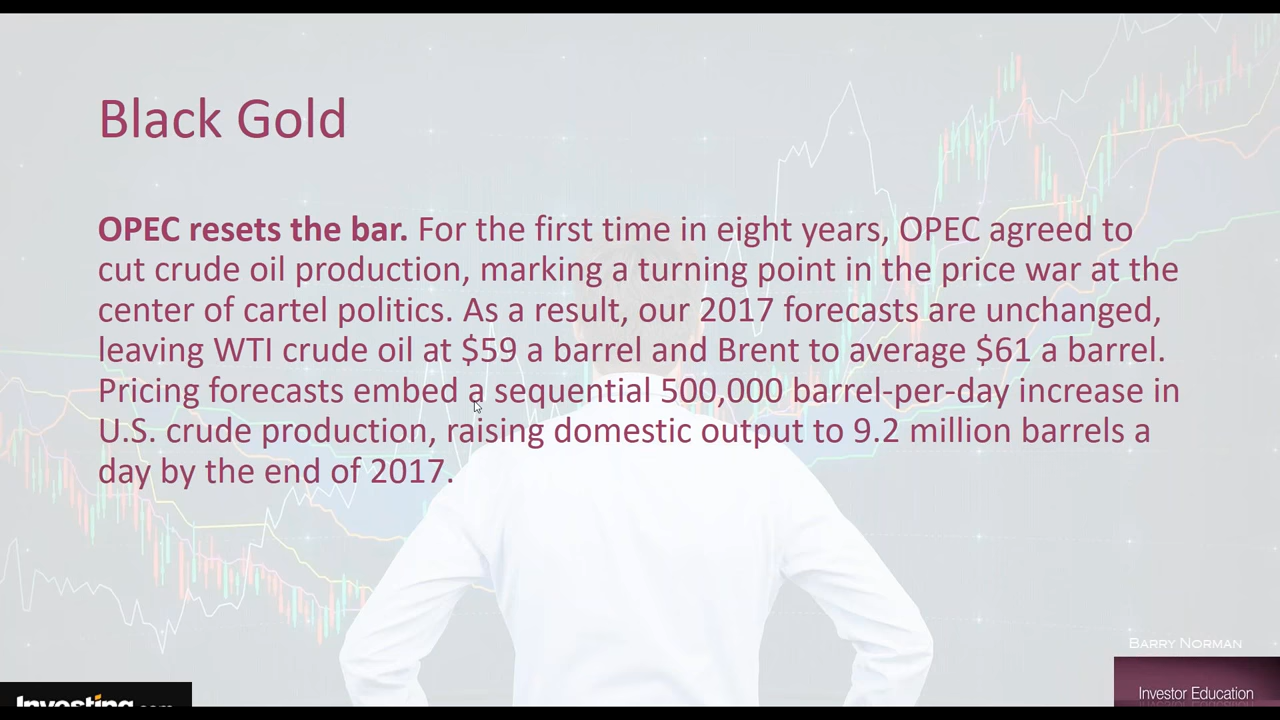 Black Gold
OPEC resets the bar. For the first time in eight years, OPEC agreed to
cut crude oil production, marking a turning point in the price war at the
center of cartel politics. As a result, our 2017 forecasts are unchanged,
leaving WTI crude oil at $59 a barrel and Brent to average $61 a barrel.
Pricing forecasts embed a sequential 500,000 barrel-per-day increase in
U.S. crude production, raising domestic output to 9.2 million barrels a
day by the end of 2017.
Barry Norman
Investing.com
Investor Education